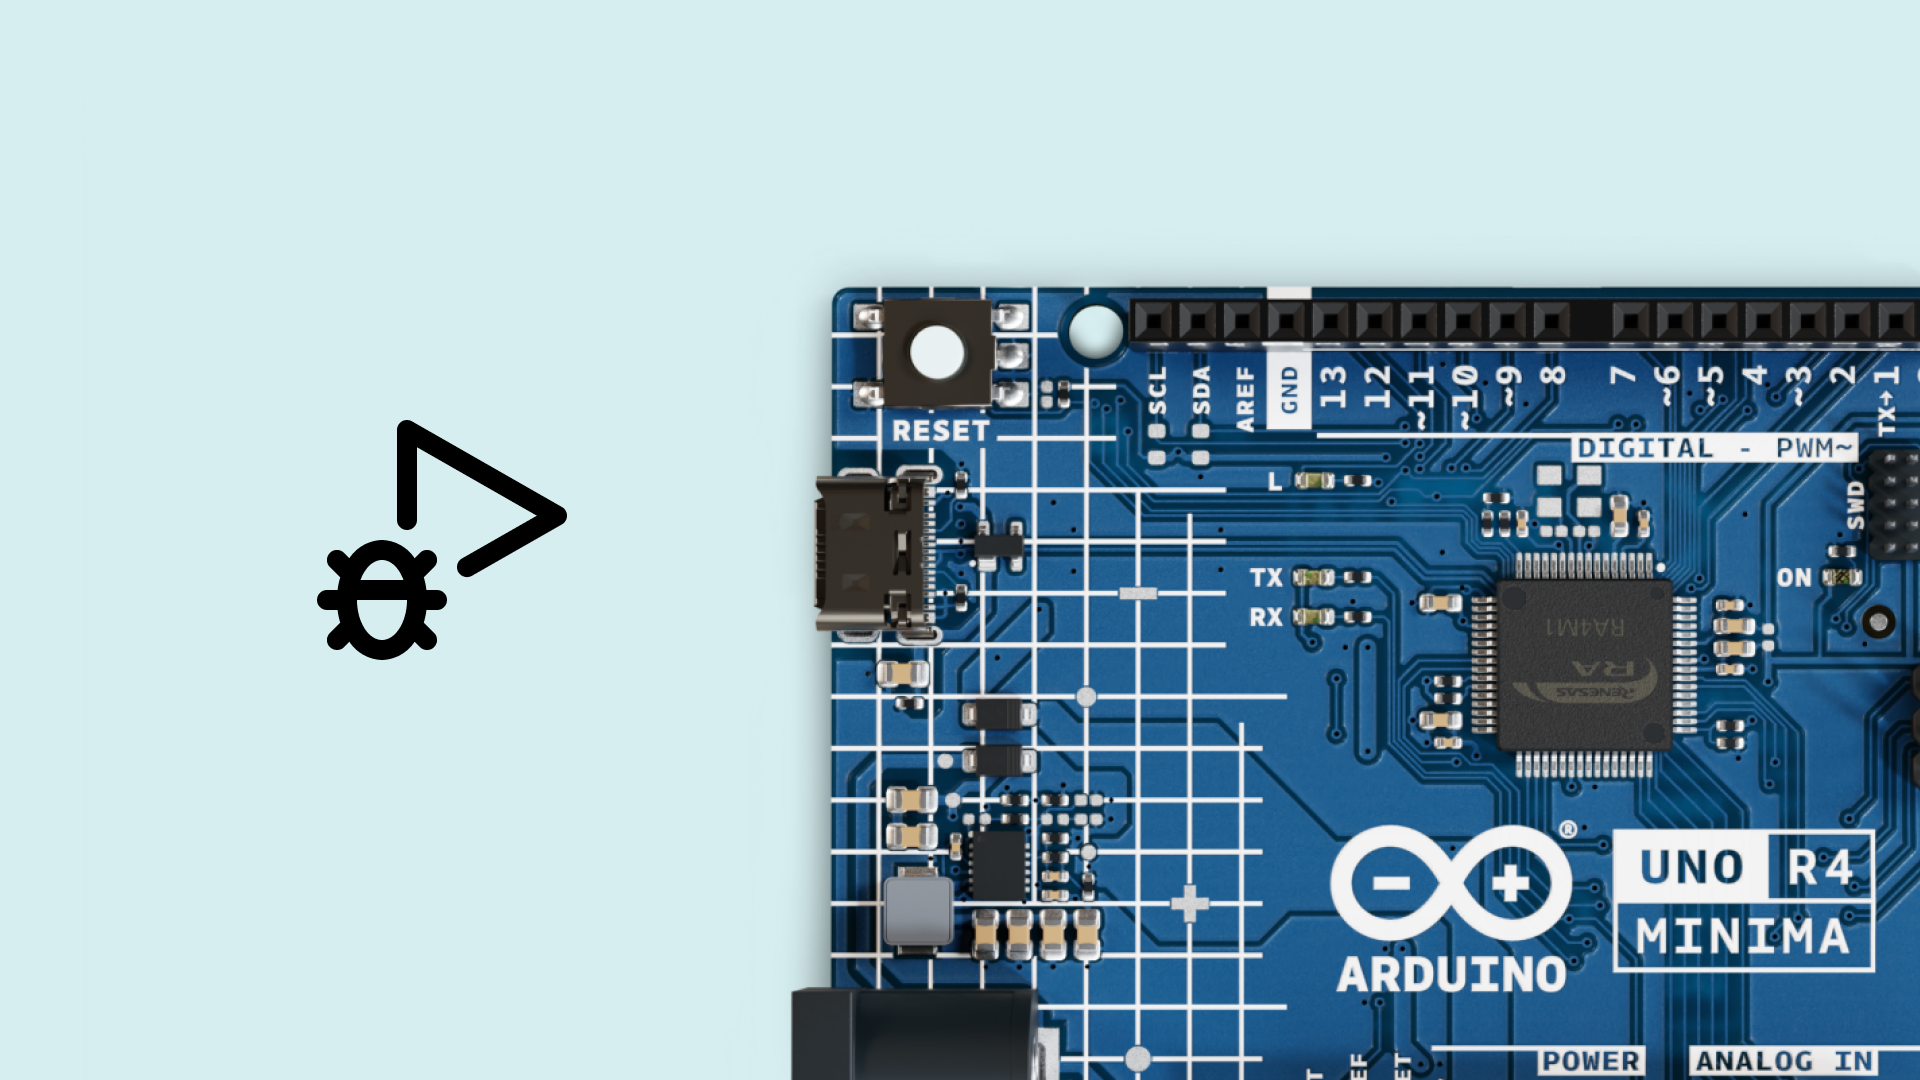 RESET
SCL
SDA
AREF
GND
13
12
~11
~10
~9
8
7
~6
~5
4
~3
2
TX→1
DIGITAL - PWM~
L
TX
RX
SWD
ON
RA4M1
RENESAS
RA
®
ARDUINO
UNO R4
MINIMA
POWER
ANALOG IN